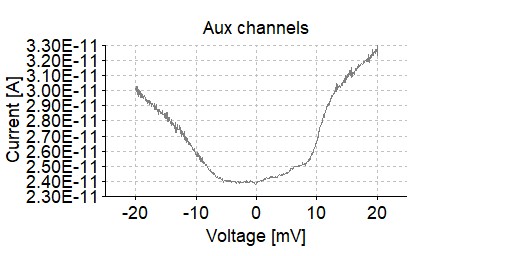 Aux channels
3.30E-11
3.20E-11
3.10E-11
3.00E-11
2.90E-11
2.80E-11
2.70E-11
2.60E-11
2.50E-11
2.40E-11
2.30E-11
Current [A]
-20 -10 0 10 20
Voltage [mV]